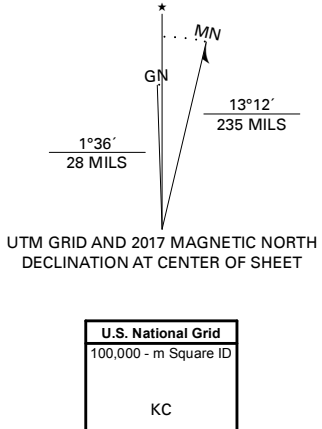 ★
MN
GN
13°12´
235 MILS
1°36´
28 MILS
UTM GRID AND 2017 MAGNETIC NORTH
DECLINATION AT CENTER OF SHEET
U.S. National Grid
100,000 - m Square ID
KC